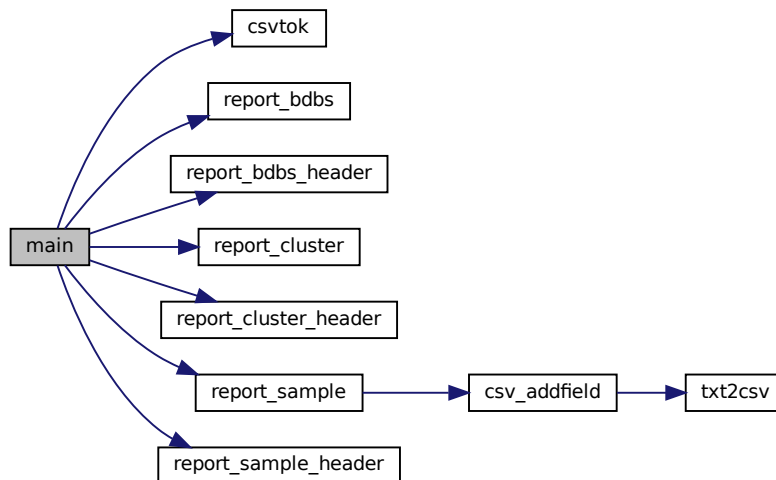 csvtok
report_bdbs
report_bdbs_header
main
report_cluster
report_cluster_header
report_sample
csv_addfield
txt2csv
report_sample_header